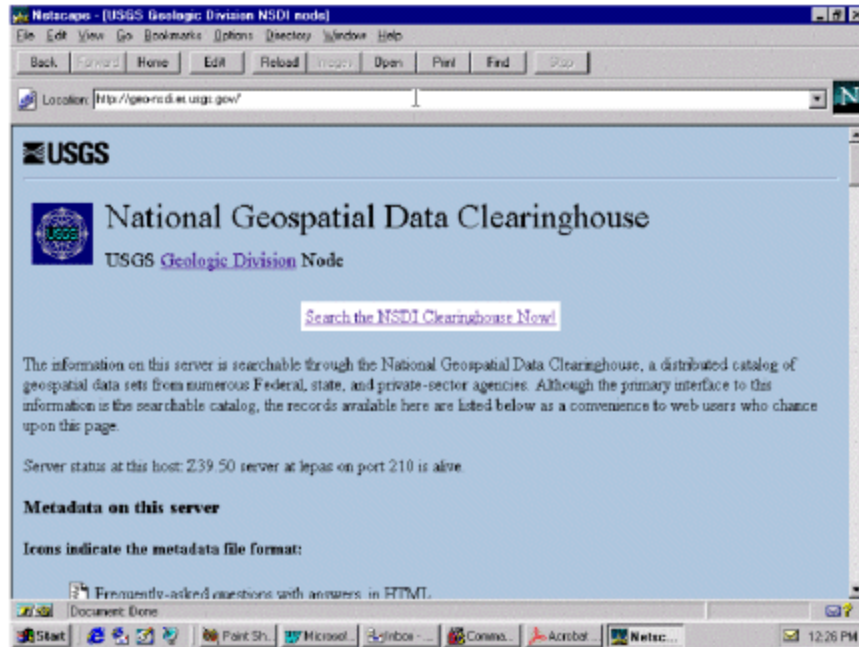 Netscape - [USGS Geologic Division NSDI node]
File Edit View Go Bookmarks Options Directory Window Help
Back Forward Home Edit Reload Images Open Print Find Stop
Location: http://geo-nsdi.er.usgs.gov/
N
USGS
USGS
National Geospatial Data Clearinghouse
USGS Geologic Division Node
Search the NSDI Clearinghouse Now!
The information on this server is searchable through the National Geospatial Data Clearinghouse, a distributed catalog of
geospatial data sets from numerous Federal, state, and private-sector agencies. Although the primary interface to this
information is the searchable catalog, the records available here are listed below as a convenience to web users who chance
upon this page.
Server status at this host: Z39.50 server at lepas on port 210 is alive.
Metadata on this server
Icons indicate the metadata file format:
Frequently-asked questions with answers, in HTML
Document: Done
Start Paint Sh... Microsof... Inbox - ... Comma... Acrobat... Netsc... 12:26 PM